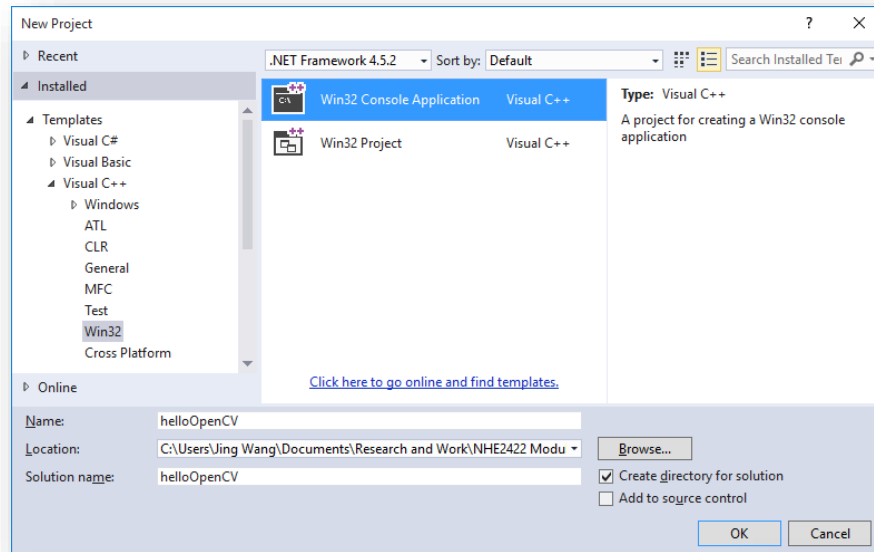 New Project
?
Recent
.NET Framework 4.5.2
Sort by:
Default
Search Installed Te
Installed
Templates
Visual C#
Visual Basic
Visual C++
Windows
ATL
CLR
General
MFC
Test
Win32
Cross Platform
Online
C:\
Win32 Console Application Visual C++
Win32 Project Visual C++
Click here to go online and find templates.
Type: Visual C++
A project for creating a Win32 console
application
Name: helloOpenCV
Location: C:\Users\Jing Wang\Documents\Research and Work\NHE2422 Modu
Browse...
Solution name: helloOpenCV
Create directory for solution
Add to source control
OK Cancel